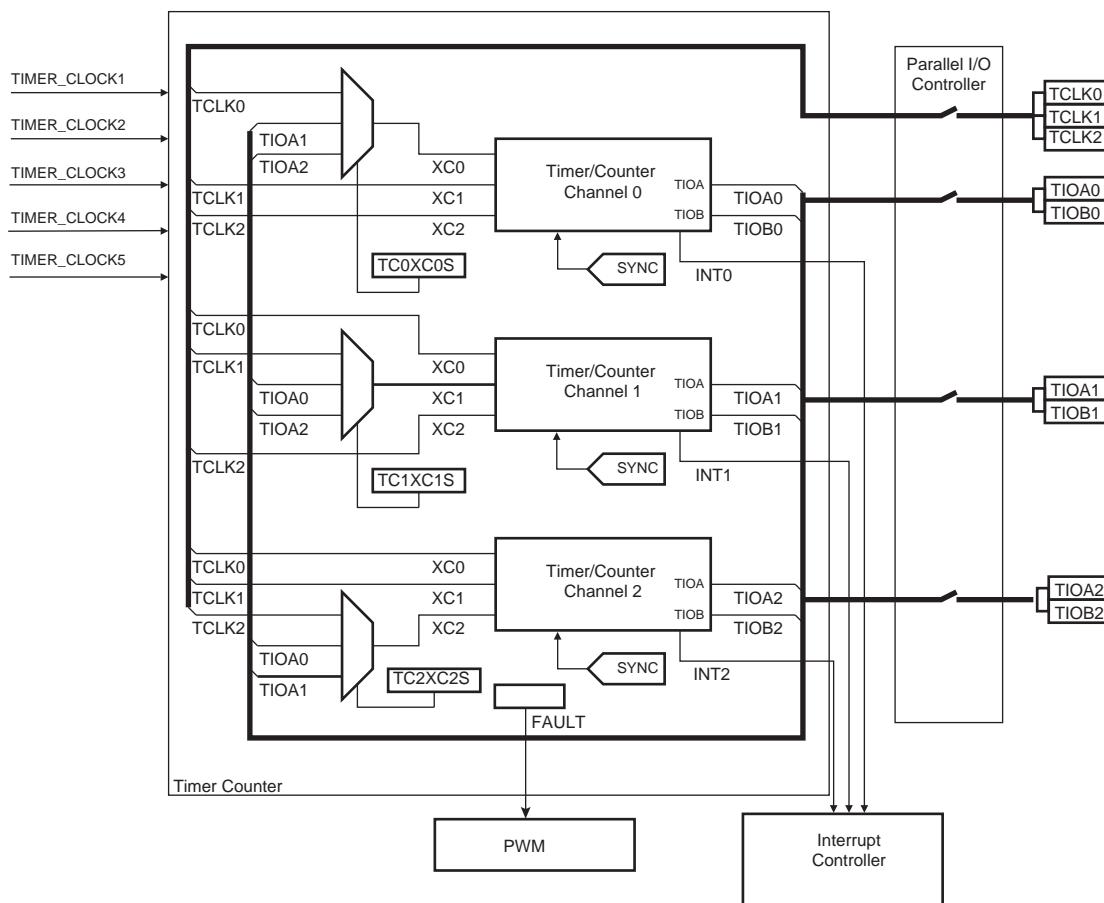 Parallel I/O
Controller
TIMER_CLOCK1
TIMER_CLOCK2
TIMER_CLOCK3
TIMER_CLOCK4
TIMER_CLOCK5
TCLK0
TIOA1
TIOA2
TCLK1
TCLK2
XC0
XC1
XC2
TC0XC0S
Timer/Counter
Channel 0
TIOA
TIOB
TIOA0
TIOB0
SYNC
INT0
TCLK0
TCLK1
TIOA0
TIOA2
TCLK2
XC0
XC1
XC2
TC1XC1S
Timer/Counter
Channel 1
TIOA
TIOB
TIOA1
TIOB1
SYNC
INT1
TCLK0
TCLK1
TCLK2
TIOA0
TIOA1
XC0
XC1
XC2
TC2XC2S
Timer/Counter
Channel 2
TIOA
TIOB
TIOA2
TIOB2
SYNC
INT2
FAULT
Timer Counter
PWM
Interrupt
Controller
TCLK0
TCLK1
TCLK2
TIOA0
TIOB0
TIOA1
TIOB1
TIOA2
TIOB2